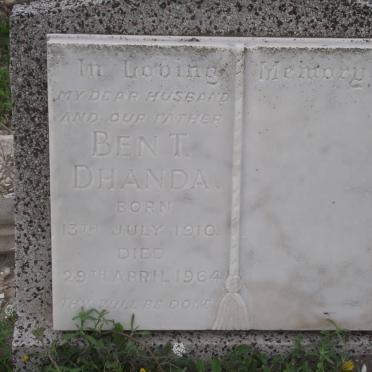 In Loving Memory
MY DEAR HUSBAND
AND OUR FATHER
BEN T.
DHANDA.
BORN
13TH JULY 1910
DIED
29TH APRIL 1964
THY WILL BE DONE